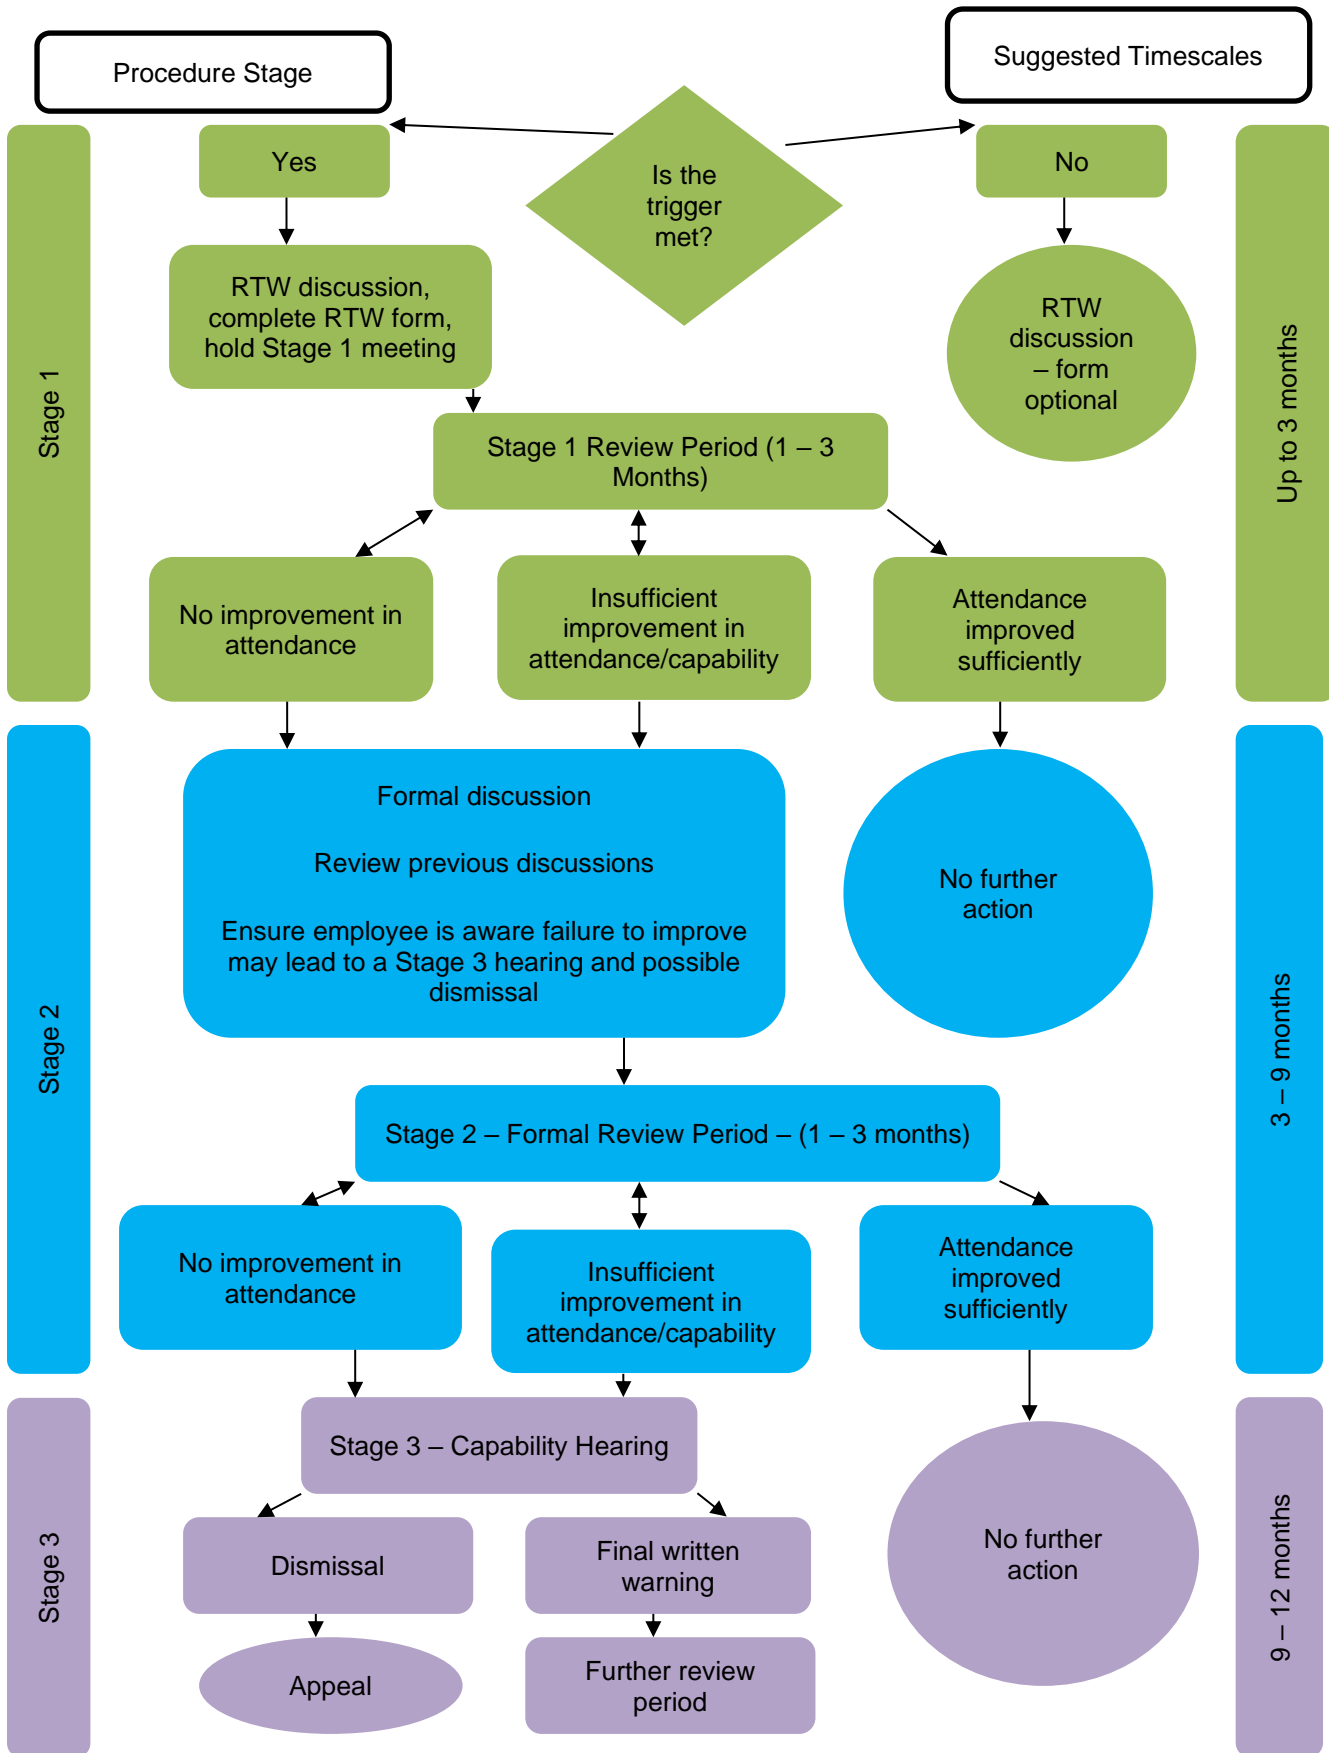 Procedure Stage
Suggested Timescales
Yes
Is the
trigger
met?
No
RTW discussion,
complete RTW form,
hold Stage 1 meeting
RTW
discussion
– form
optional
Stage 1
Up to 3 months
Stage 1 Review Period (1 – 3
Months)
No improvement in
attendance
Insufficient
improvement in
attendance/capability
Attendance
improved
sufficiently
Formal discussion
Review previous discussions
Ensure employee is aware failure to improve
may lead to a Stage 3 hearing and possible
dismissal
No further
action
Stage 2
3 – 9 months
Stage 2 – Formal Review Period – (1 – 3 months)
No improvement in
attendance
Insufficient
improvement in
attendance/capability
Attendance
improved
sufficiently
Stage 3 – Capability Hearing
Stage 3
9 – 12 months
Dismissal
Final written
warning
No further
action
Appeal
Further review
period